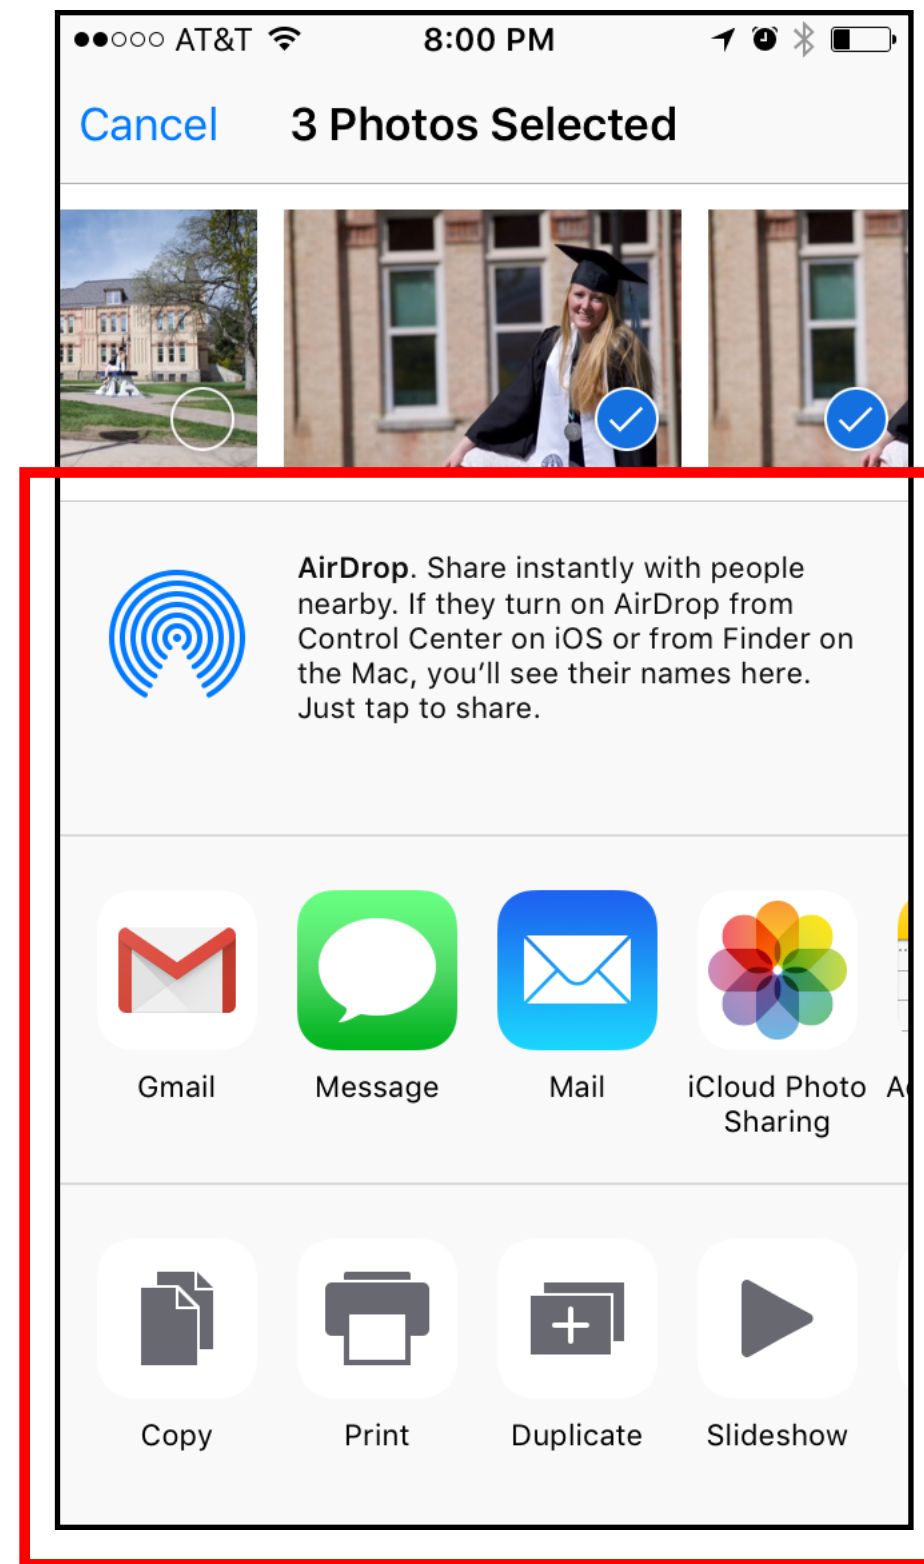 AT&T 8:00 PM
Cancel 3 Photos Selected
AirDrop. Share instantly with people
nearby. If they turn on AirDrop from
Control Center on iOS or from Finder on
the Mac, you’ll see their names here.
Just tap to share.
Gmail Message Mail iCloud Photo
Sharing
Copy Print Duplicate Slideshow